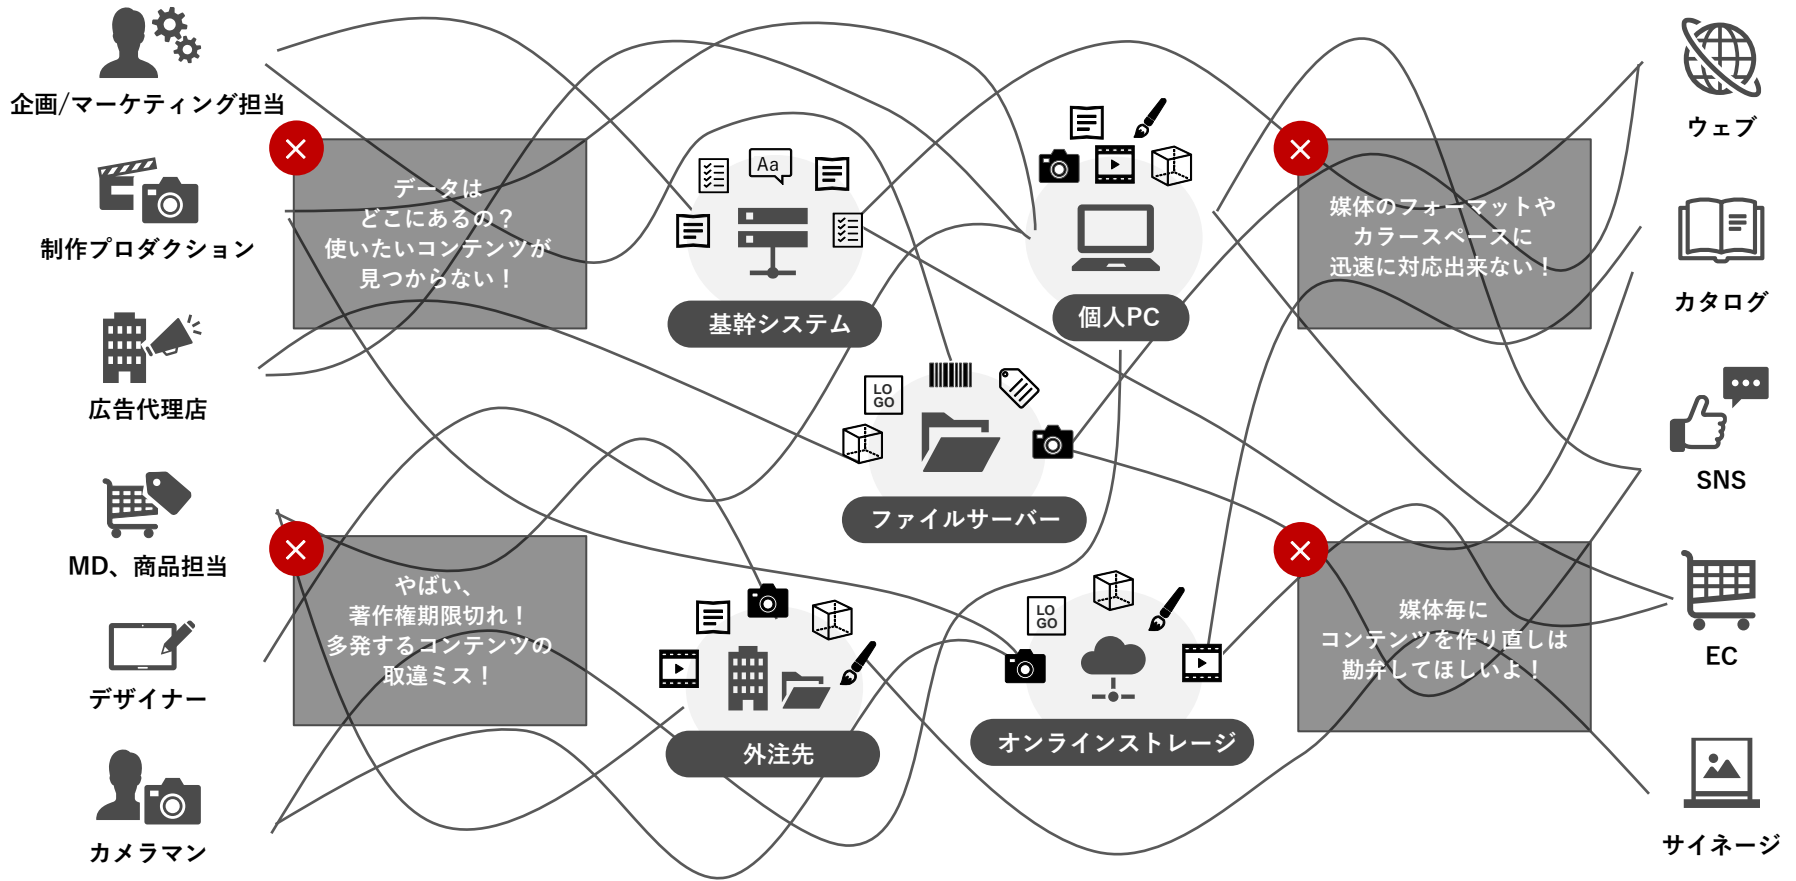 企画/マーケティング担当
制作プロダクション
広告代理店
MD、商品担当
デザイナー
カメラマン
データは
どこにあるの？
使いたいコンテンツが
見つからない！
やばい、
著作権期限切れ！
多発するコンテンツの
取違ミス！
Aa
基幹システム
個人PC
LO
GO
ファイルサーバー
外注先
LO
GO
オンラインストレージ
媒体のフォーマットや
カラースペースに
迅速に対応出来ない！
媒体毎に
コンテンツを作り直しは
勘弁してほしいよ！
ウェブ
カタログ
SNS
EC
サイネージ